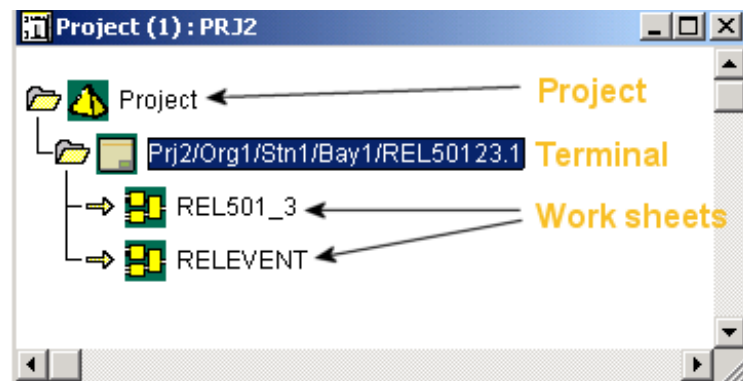 Project (1) : PRJ2
Project Project
Prj2/Org1/Stn1/Bay1/REL50123.1 Terminal
REL501_3 Work sheets
RELEVENT